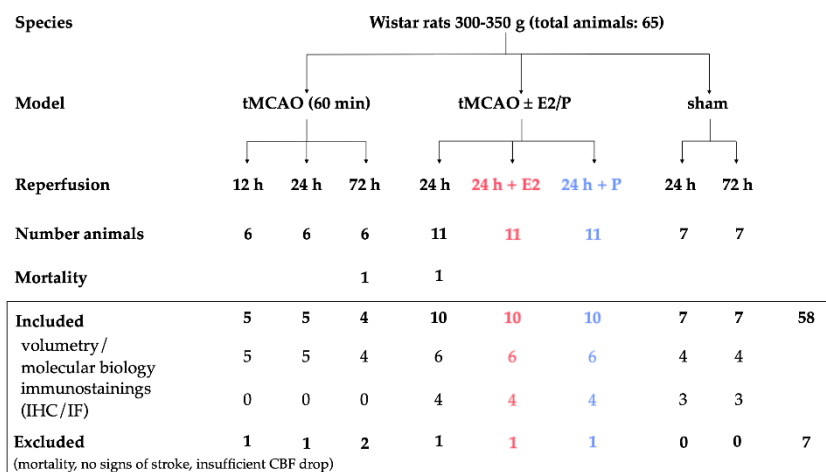 Species Wistar rats 300-350 g (total animals: 65)
Model tMCAO (60 min) tMCAO ± E2/P sham
Reperfusion 12 h 24 h 72 h 24 h 24 h + E2 24 h + P 24 h 72 h
Number animals 6 6 6 11 11 11 7 7
Mortality 1 1
Included 5 5 4 10 10 10 7 7 58
volumetry/
molecular biology 5 5 4 6 6 6 4 4
immunostainings
(IHC/IF) 0 0 0 4 4 4 3 3
Excluded 1 1 2 1 1 1 0 0 7
(mortality, no signs of stroke, insufficient CBF drop)